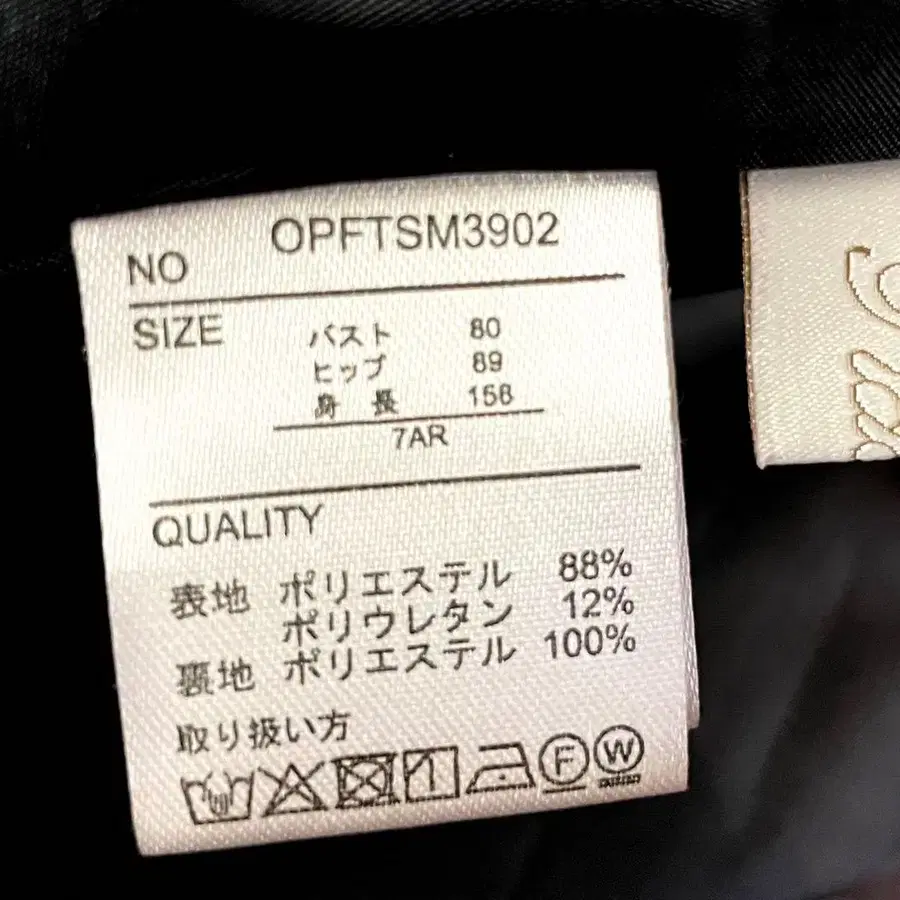 NO OPFTSM3902
SIZE バスト 80
ヒップ 89
身長 158
7AR
QUALITY
表地 ポリエステル 88%
ポリウレタン 12%
裏地 ポリエステル 100%
取り扱い方
F W